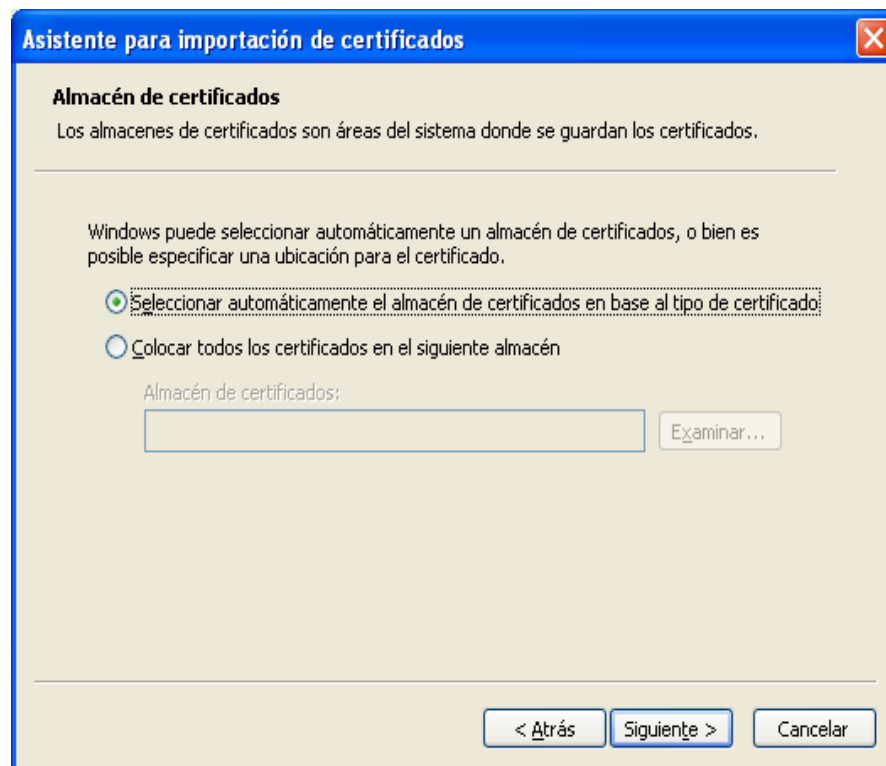 Asistente para importación de certificados
Almacén de certificados
Los almacenes de certificados son áreas del sistema donde se guardan los certificados.
Windows puede seleccionar automáticamente un almacén de certificados, o bien es
posible especificar una ubicación para el certificado.
Seleccionar automáticamente el almacén de certificados en base al tipo de certificado
Colocar todos los certificados en el siguiente almacén
Almacén de certificados:
Examinar...
< Atrás Siguiente > Cancelar